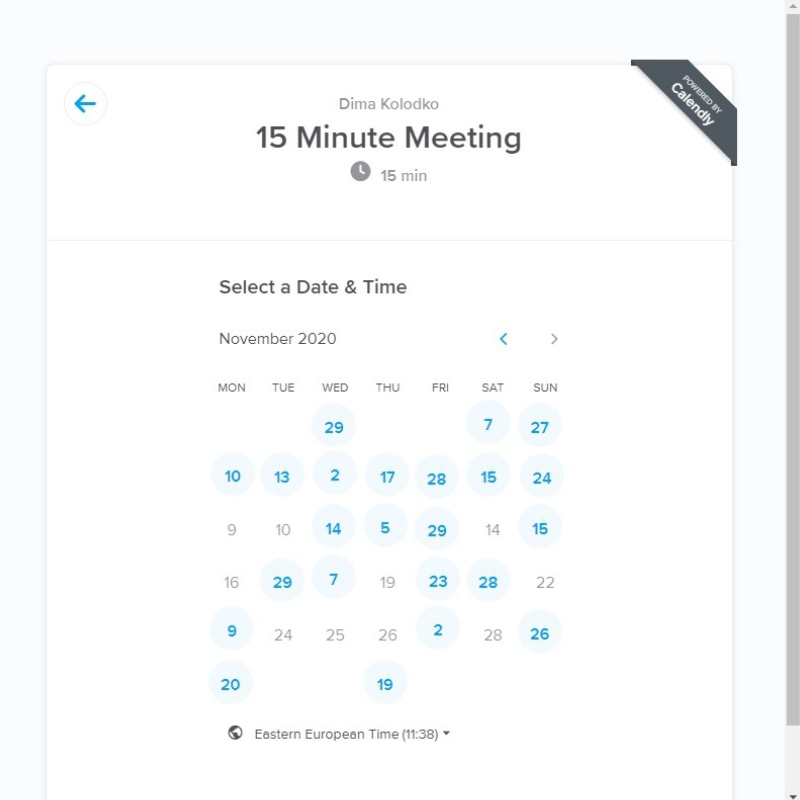 POWERED BY
Calendly
Dima Kolodko
15 Minute Meeting
15 min
Select a Date & Time
November 2020
MON TUE WED THU FRI SAT SUN
29 7 27
10 13 2 17 28 15 24
9 10 14 5 29 14 15
16 29 7 19 23 28 22
9 24 25 26 2 28 26
20 19
Eastern European Time (11:38)